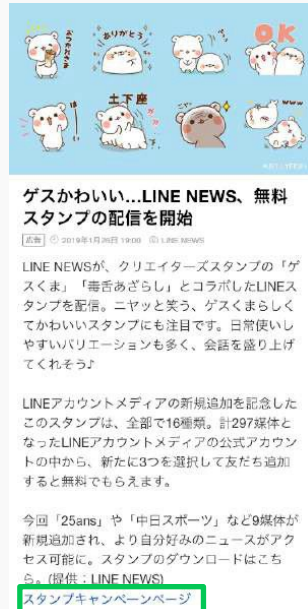 おつかれさま
ありがとう
OK
はーい
土下座
www
ゲスかわいい…LINE NEWS、無料
スタンプの配信を開始
広告 2019年1月28日 19:00 LINE NEWS
LINE NEWSが、クリエイターズスタンプの「ゲ
スくま」「毒舌あざらし」とコラボしたLINEス
タンプを配信。ニヤッと笑う、ゲスくまらしく
てかわいいスタンプにも注目です。日常使いし
やすいバリエーションも多く、会話を盛り上げ
てくれそう♪
LINEアカウントメディアの新規追加を記念した
このスタンプは、全部で16種類。計297媒体と
なったLINEアカウントメディアの公式アカウン
トの中から、新たに3つを選択して友だち追加
すると無料でもらえます。
今回「25ans」や「中日スポーツ」など9媒体が
新規追加され、より自分好みのニュースがアク
セス可能に。スタンプのダウンロードはこち
ら。(提供：LINE NEWS)
スタンプキャンペーンページ